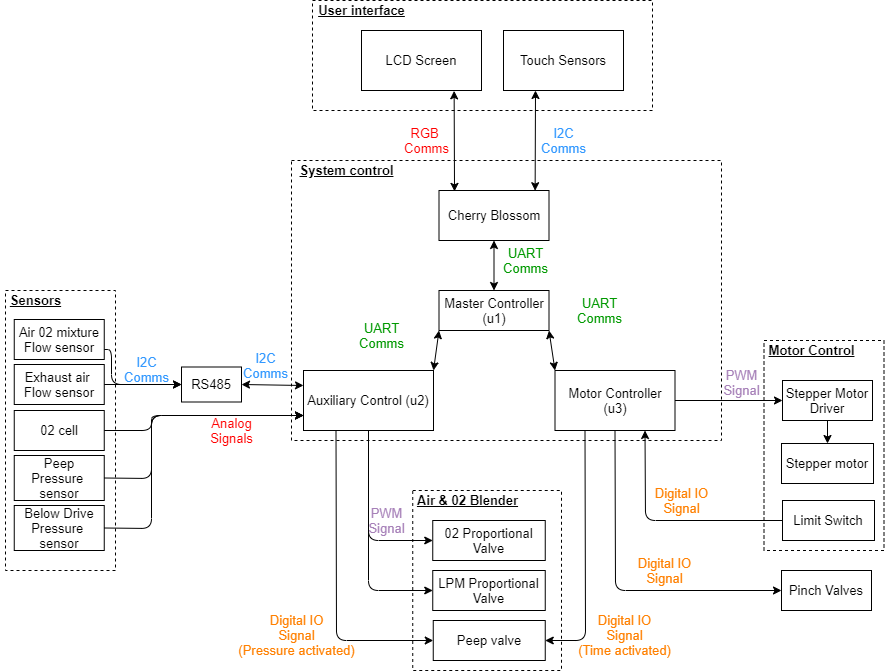 User interface
LCD Screen
Touch Sensors
RGB
Comms
I2C
Comms
System control
Cherry Blossom
UART
Comms
Master Controller
(u1)
UART
Comms
UART
Comms
Sensors
Air 02 mixture
Flow sensor
Exhaust air
Flow sensor
02 cell
Peep
Pressure
sensor
Below Drive
Pressure
sensor
I2C
Comms
RS485
I2C
Comms
Analog
Signals
Auxiliary Control (u2)
Motor Controller
(u3)
PWM
Signal
Motor Control
Stepper Motor
Driver
Stepper motor
Limit Switch
Digital IO
Signal
Digital IO
Signal
Pinch Valves
Air & 02 Blender
PWM
Signal
02 Proportional
Valve
LPM Proportional
Valve
Peep valve
Digital IO
Signal
(Pressure activated)
Digital IO
Signal
(Time activated)